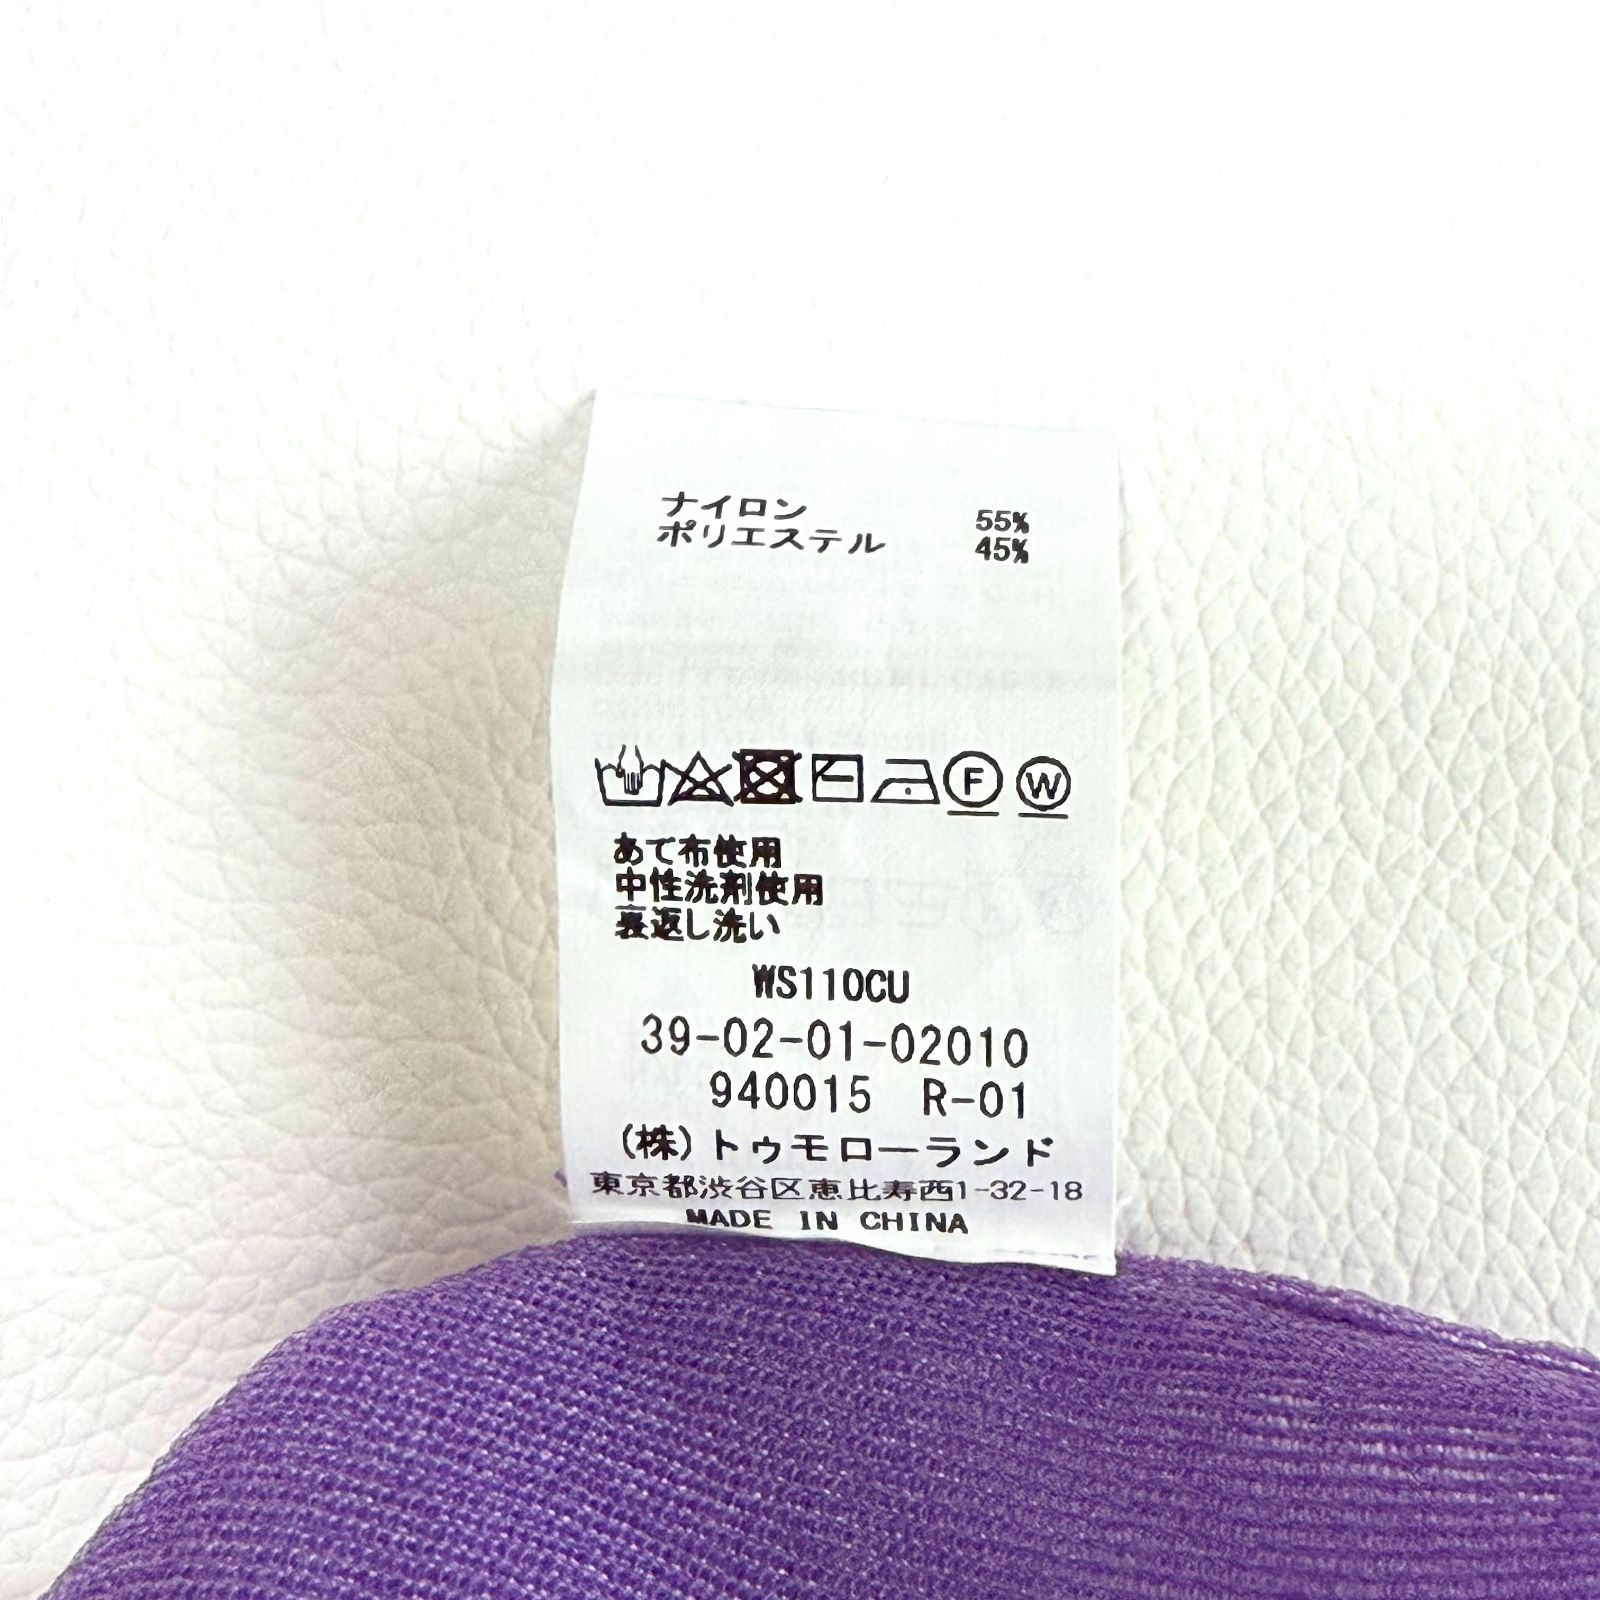 ナイロン 55%
ポリエステル 45%
F W
あて布使用
中性洗剤使用
裏返し洗い
WS110CU
39-02-01-02010
940015 R-01
(株)トゥモローランド
東京都渋谷区恵比寿西1-32-18
MADE IN CHINA